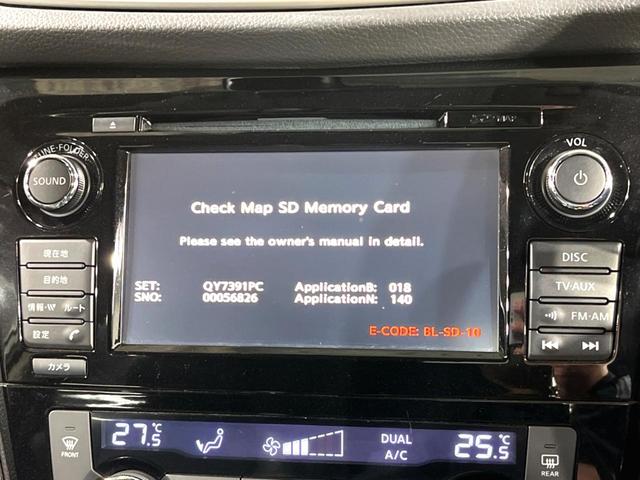 TUNE•FOLDER
SOUND
現在地
目的地
情報・VV ルート
設定
カメラ
MAP
VOL
DISC
TV•AUX
FM•AM
Check Map SD Memory Card
Please see the owner's manual in detail.
SET: QY7391PC ApplicationB: 018
SNO: 00056826 ApplicationN: 140
E-CODE: BL-SD-10
FRONT
27.5 °C
DUAL
A/C
25.5 °C
REAR